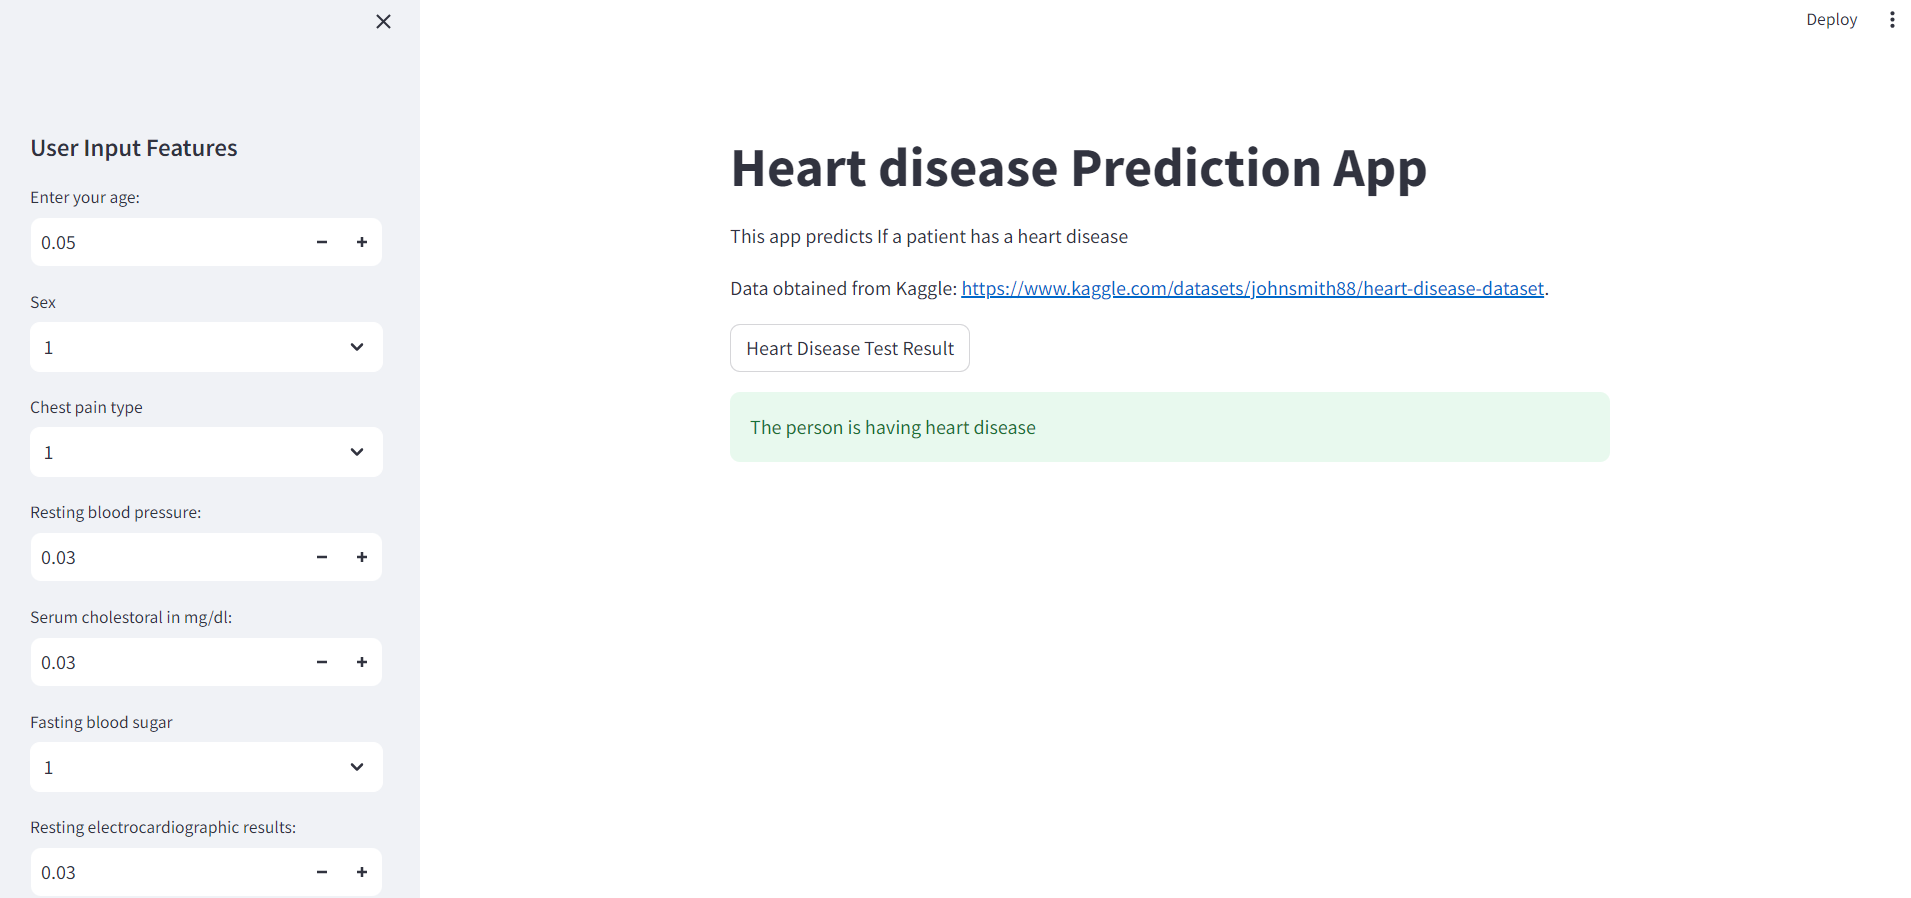 User Input Features
Enter your age:
0.05
Sex
1
Chest pain type
1
Resting blood pressure:
0.03
Serum cholestoral in mg/dl:
0.03
Fasting blood sugar
1
Resting electrocardiographic results:
0.03
Deploy
Heart disease Prediction App
This app predicts If a patient has a heart disease
Data obtained from Kaggle: https://www.kaggle.com/datasets/johnsmith88/heart-disease-dataset.
Heart Disease Test Result
The person is having heart disease